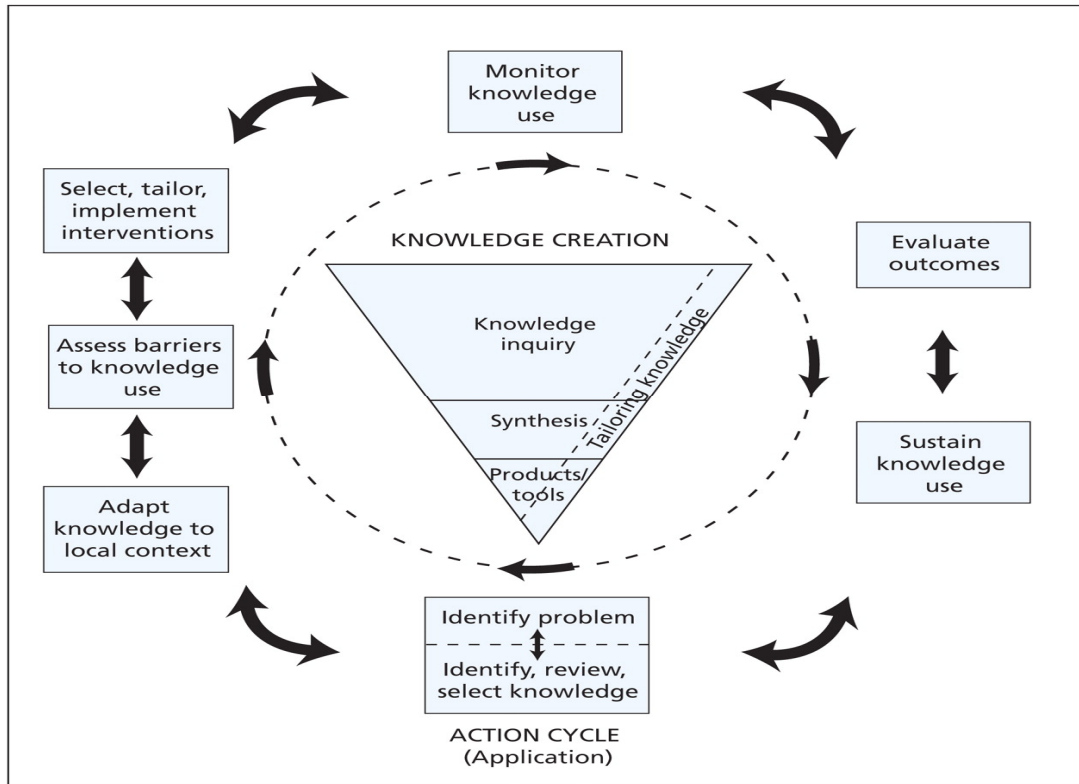 Monitor
knowledge
use
Select, tailor,
implement
interventions
Evaluate
outcomes
KNOWLEDGE CREATION
Knowledge
inquiry
Tailoring knowledge
Synthesis
Products/
tools
Assess barriers
to knowledge
use
Sustain
knowledge
use
Adapt
knowledge to
local context
Identify problem
Identify, review,
select knowledge
ACTION CYCLE
(Application)